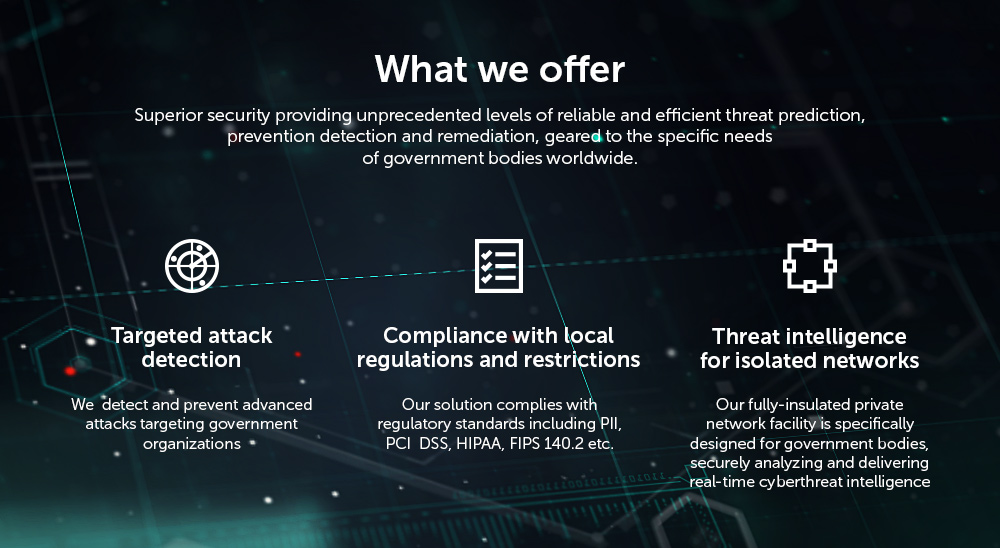 What we offer
Superior security providing unprecedented levels of reliable and efficient threat prediction,
prevention detection and remediation, geared to the specific needs
of government bodies worldwide.
Targeted attack
detection
We  detect and prevent advanced
attacks targeting government
organizations
Compliance with local
regulations and restrictions
Our solution complies with
regulatory standards including PII,
PCI  DSS, HIPAA, FIPS 140.2 etc.
Threat intelligence
for isolated networks
Our fully-insulated private
network facility is specifically
designed for government bodies,
securely analyzing and delivering
real-time cyberthreat intelligence